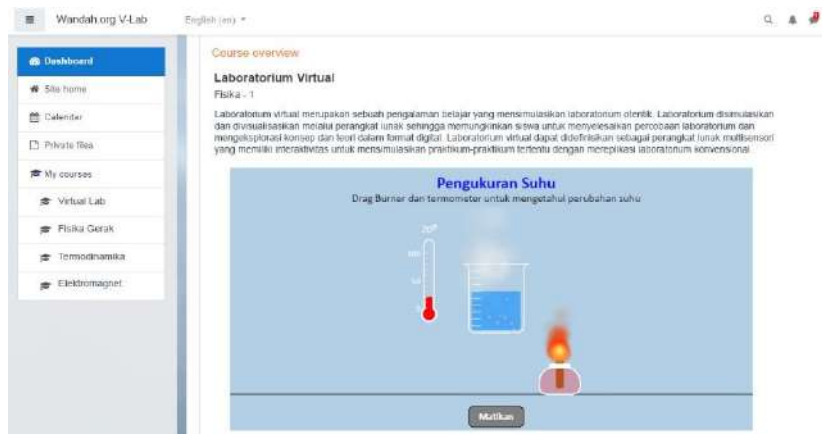 Wandah.org V-Lab
English (en)
Dashboard
Site home
Calendar
Private files
My courses
Virtual Lab
Fisika Gerak
Termodinamika
Elektromagnet
Course overview
Laboratorium Virtual
Fisika - 1
Laboratorium virtual merupakan sebuah pengalaman belajar yang mensimulasikan laboratorium otentik. Laboratorium disimulasikan
dan divisualisasikan melalui perangkat lunak sehingga memungkinkan siswa untuk menyelesaikan percobaan laboratorium dan
mengeksplorasi konsep dan teori dalam format digital. Laboratorium virtual dapat didefinisikan sebagai perangkat lunak multisensori
yang memiliki interaktivitas untuk mensimulasikan praktikum-praktikum tertentu dengan mereplikasi laboratorium konvensional.
Pengukuran Suhu
Drag Burner dan termometer untuk mengetahui perubahan suhu
20°
100
50
0
Matikan